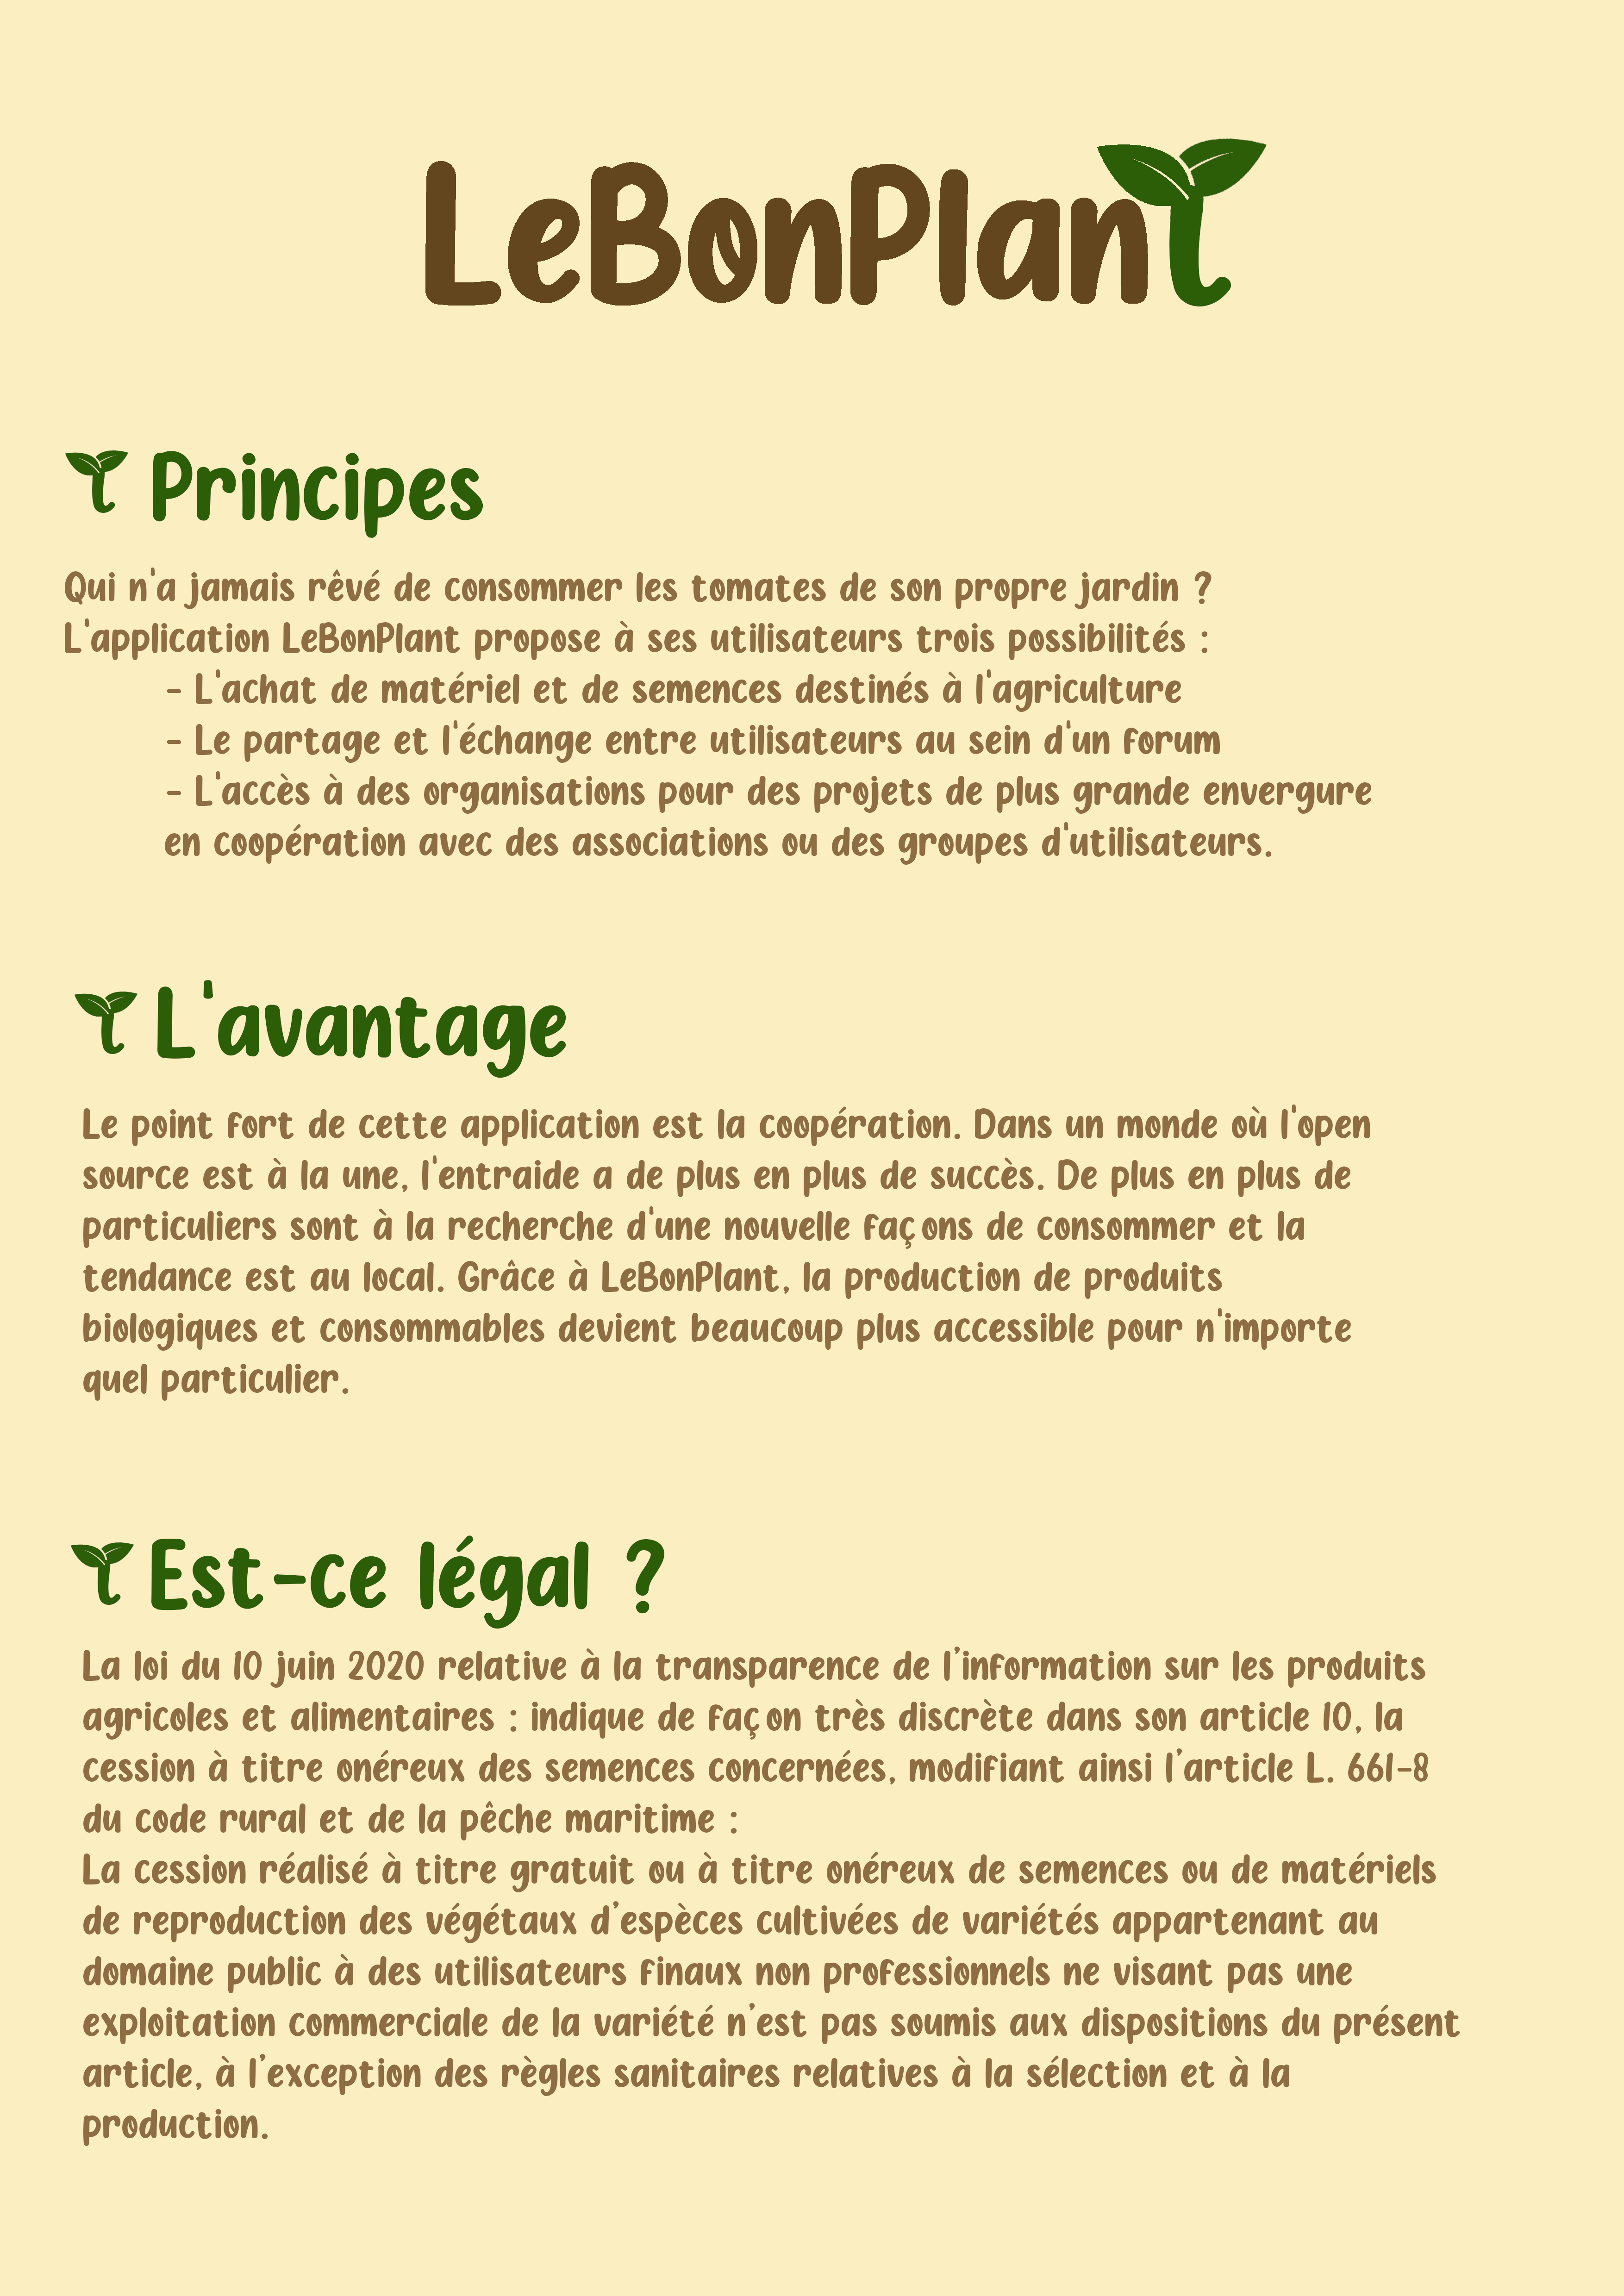 LeBonPlant
Principes
Qui n'a jamais rêvé de consommer les tomates de son propre jardin ?
L'application LeBonPlant propose à ses utilisateurs trois possibilités :
- L'achat de matériel et de semences destinés à l'agriculture
- Le partage et l'échange entre utilisateurs au sein d'un forum
- L'accès à des organisations pour des projets de plus grande envergure
en coopération avec des associations ou des groupes d'utilisateurs.
L'avantage
Le point fort de cette application est la coopération. Dans un monde où l'open
source est à la une, l'entraide a de plus en plus de succès. De plus en plus de
particuliers sont à la recherche d'une nouvelle façons de consommer et la
tendance est au local. Grâce à LeBonPlant, la production de produits
biologiques et consommables devient beaucoup plus accessible pour n'importe
quel particulier.
Est-ce légal ?
La loi du 10 juin 2020 relative à la transparence de l’information sur les produits
agricoles et alimentaires : indique de façon très discrète dans son article 10, la
cession à titre onéreux des semences concernées, modifiant ainsi l’article L. 661-8
du code rural et de la pêche maritime :
La cession réalisé à titre gratuit ou à titre onéreux de semences ou de matériels
de reproduction des végétaux d’espèces cultivées de variétés appartenant au
domaine public à des utilisateurs finaux non professionnels ne visant pas une
exploitation commerciale de la variété n’est pas soumis aux dispositions du présent
article, à l’exception des règles sanitaires relatives à la sélection et à la
production.